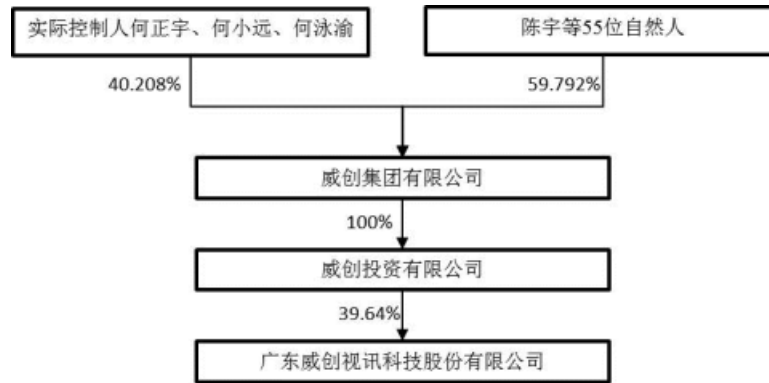 实际控制人何正宇、何小远、何泳渝
陈宇等55位自然人
40.208%
59.792%
威创集团有限公司
100%
威创投资有限公司
39.64%
广东威创视讯科技股份有限公司